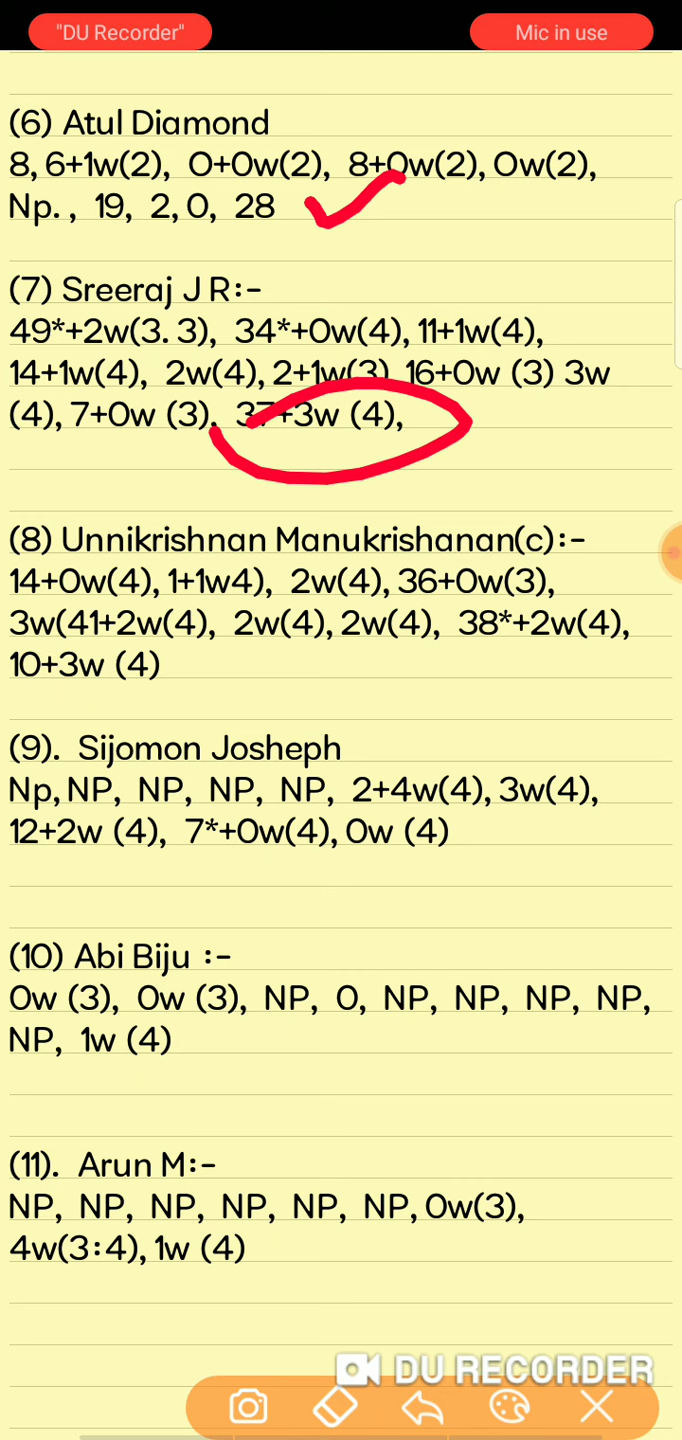 "DU Recorder"
Mic in use
(6) Atul Diamond
8, 6+1w(2), 0+0w(2), 8+0w(2), 0w(2),
Np. , 19, 2, 0, 28
(7) Sreeraj J R:-
49*+2w(3. 3), 34*+0w(4), 11+1w(4),
14+1w(4), 2w(4), 2+1w(3), 16+0w (3) 3w
(4), 7+0w (3), 37+3w (4),
(8) Unnikrishnan Manukrishanan(c):-
14+0w(4), 1+1w4), 2w(4), 36+0w(3),
3w(41+2w(4), 2w(4), 2w(4), 38*+2w(4),
10+3w (4)
(9). Sijomon Josheph
Np, NP, NP, NP, NP, 2+4w(4), 3w(4),
12+2w (4), 7*+0w(4), 0w (4)
(10) Abi Biju :-
0w (3), 0w (3), NP, 0, NP, NP, NP, NP,
NP, 1w (4)
(11). Arun M:-
NP, NP, NP, NP, NP, NP, 0w(3),
4w(3:4), 1w (4)
DU RECORDER